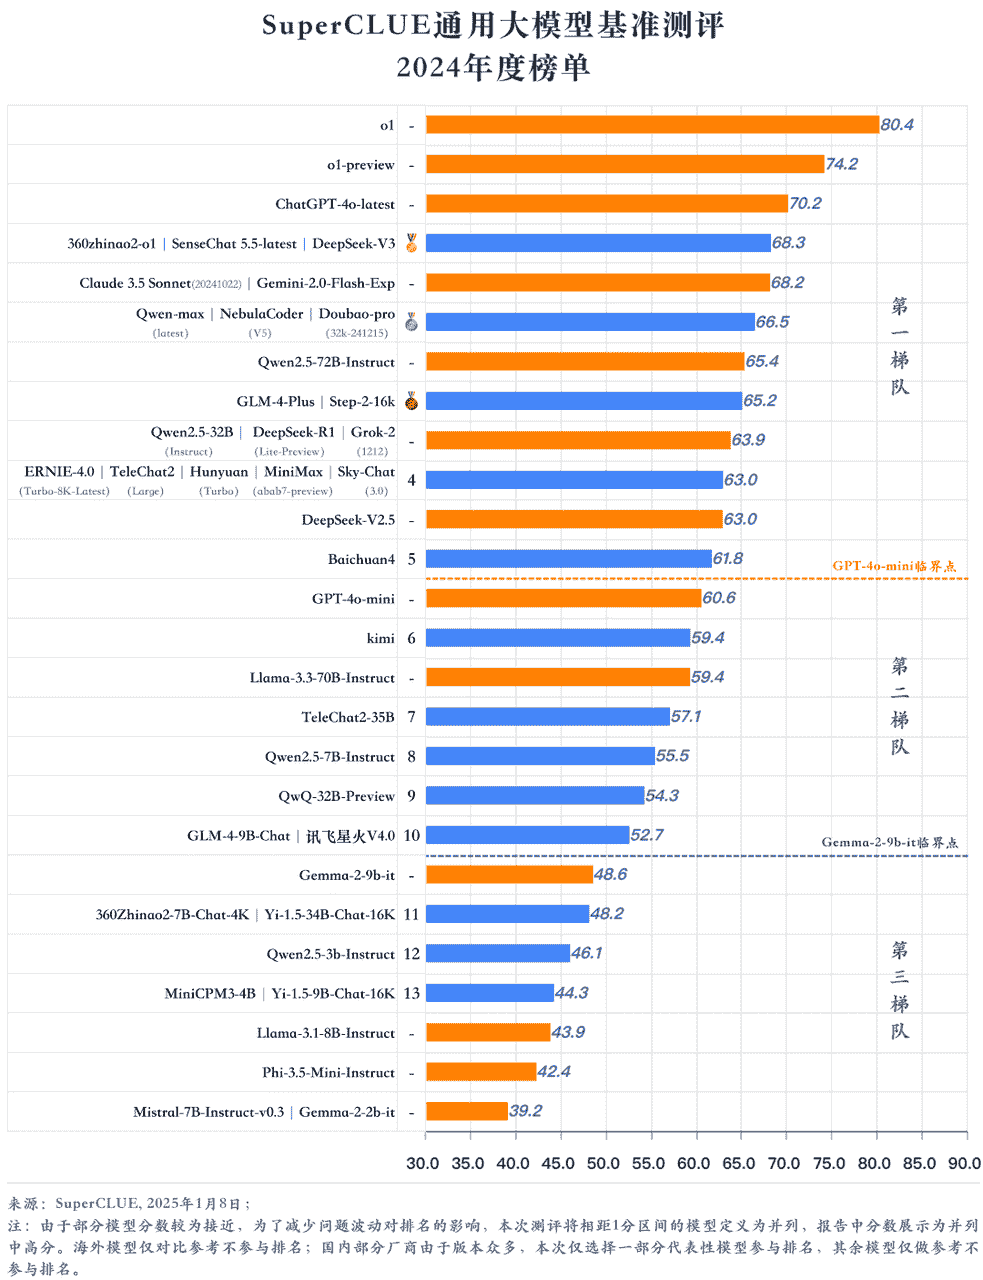 SuperCLUE通用大模型基准测评
2024年度榜单
o1 - 80.4
o1-preview - 74.2
ChatGPT-4o-latest - 70.2
360zhinao2-o1 | SenseChat 5.5-latest | DeepSeek-V3 68.3
Claude 3.5 Sonnet(20241022) | Gemini-2.0-Flash-Exp - 68.2
Qwen-max | NebulaCoder | Doubao-pro 66.5
(latest) (V5) (32k-241215)
Qwen2.5-72B-Instruct - 65.4
GLM-4-Plus | Step-2-16k 65.2
Qwen2.5-32B | DeepSeek-R1 | Grok-2 - 63.9
(Instruct) (Lite-Preview) (1212)
ERNIE-4.0 | TeleChat2 | Hunyuan | MiniMax | Sky-Chat 4 63.0
(Turbo-8K-Latest) (Large) (Turbo) (abab7-preview) (3.0)
DeepSeek-V2.5 - 63.0
Baichuan4 5 61.8
GPT-4o-mini临界点
第一梯队
GPT-4o-mini - 60.6
kimi 6 59.4
Llama-3.3-70B-Instruct - 59.4
TeleChat2-35B 7 57.1
Qwen2.5-7B-Instruct 8 55.5
QwQ-32B-Preview 9 54.3
GLM-4-9B-Chat | 讯飞星火V4.0 10 52.7
Gemma-2-9b-it临界点
第二梯队
Gemma-2-9b-it - 48.6
360Zhinao2-7B-Chat-4K | Yi-1.5-34B-Chat-16K 11 48.2
Qwen2.5-3b-Instruct 12 46.1
MiniCPM3-4B | Yi-1.5-9B-Chat-16K 13 44.3
Llama-3.1-8B-Instruct - 43.9
Phi-3.5-Mini-Instruct - 42.4
Mistral-7B-Instruct-v0.3 | Gemma-2-2b-it - 39.2
第三梯队
30.0 35.0 40.0 45.0 50.0 55.0 60.0 65.0 70.0 75.0 80.0 85.0 90.0
来源：SuperCLUE, 2025年1月8日；
注：由于部分模型分数较为接近，为了减少问题波动对排名的影响，本次测评将相距1分区间的模型定义为并列，报告中分数展示为并列
中高分。海外模型仅对比参考不参与排名；国内部分厂商由于版本众多，本次仅选择一部分代表性模型参与排名，其余模型仅做参考不
参与排名。